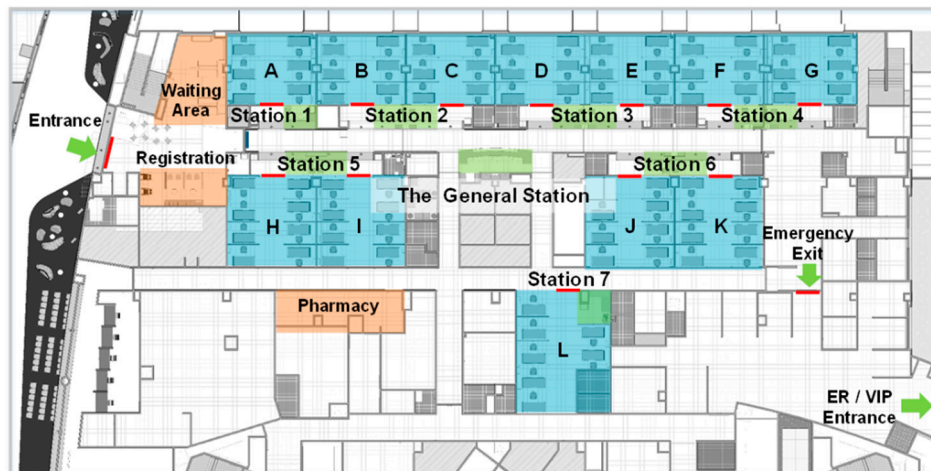 A
B
C
D
E
F
G
Waiting
Area
Entrance
Station 1
Station 2
Station 3
Station 4
Registration
Station 5
Station 6
The General Station
H
I
J
K
Emergency
Exit
Station 7
Pharmacy
L
ER / VIP
Entrance